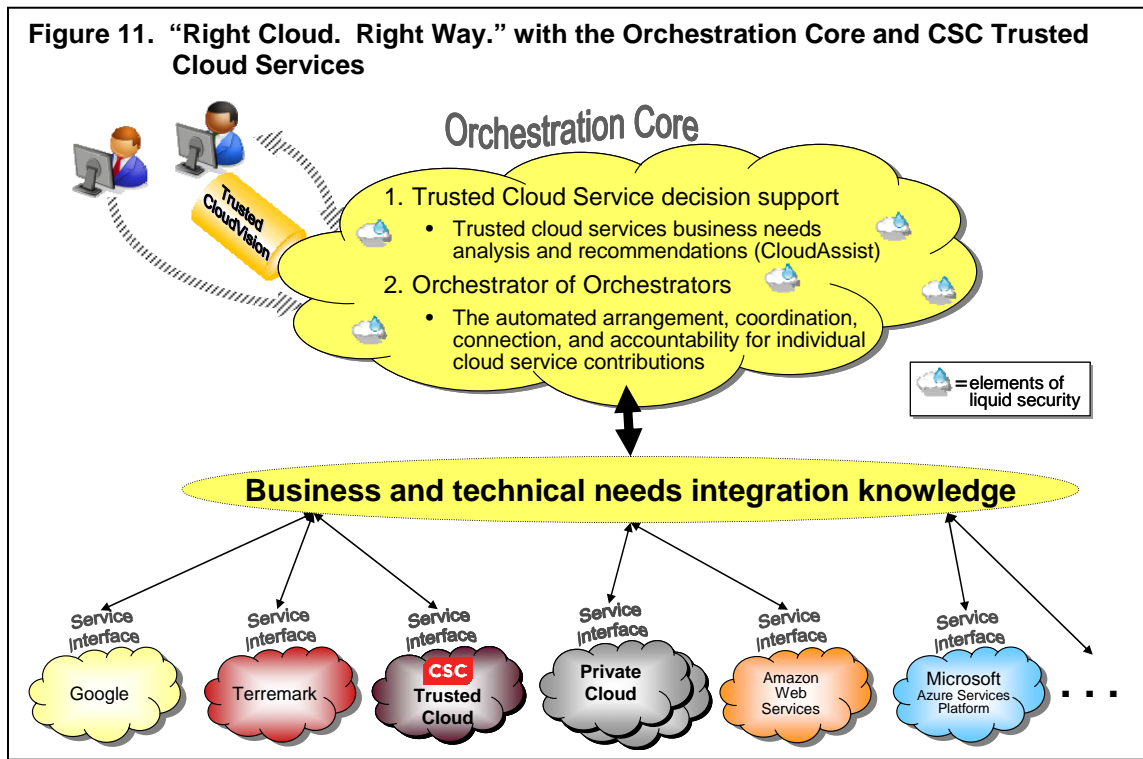 Figure 11. “Right Cloud. Right Way.” with the Orchestration Core and CSC Trusted
Cloud Services
Orchestration Core
Trusted
CloudVision
1. Trusted Cloud Service decision support
• Trusted cloud services business needs
analysis and recommendations (CloudAssist)
2. Orchestrator of Orchestrators
• The automated arrangement, coordination,
connection, and accountability for individual
cloud service contributions
=elements of
liquid security
Business and technical needs integration knowledge
Service
Interface
Google
Service
Interface
Terremark
Service
Interface
CSC
Trusted
Cloud
Service
Interface
Private
Cloud
Service
Interface
Amazon
Web
Services
Service
Interface
Microsoft
Azure Services
Platform
. . .